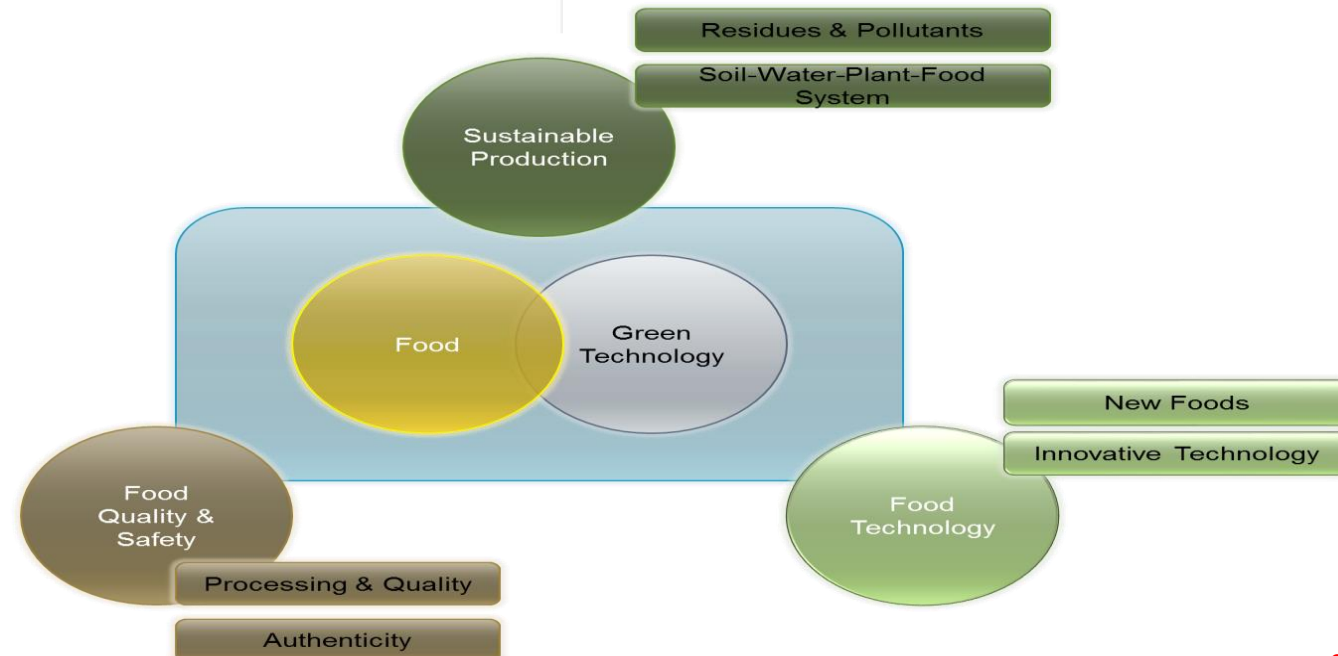 Residues & Pollutants
Soil-Water-Plant-Food
System
Sustainable
Production
Food
Green
Technology
New Foods
Innovative Technology
Food
Technology
Food
Quality &
Safety
Processing & Quality
Authenticity